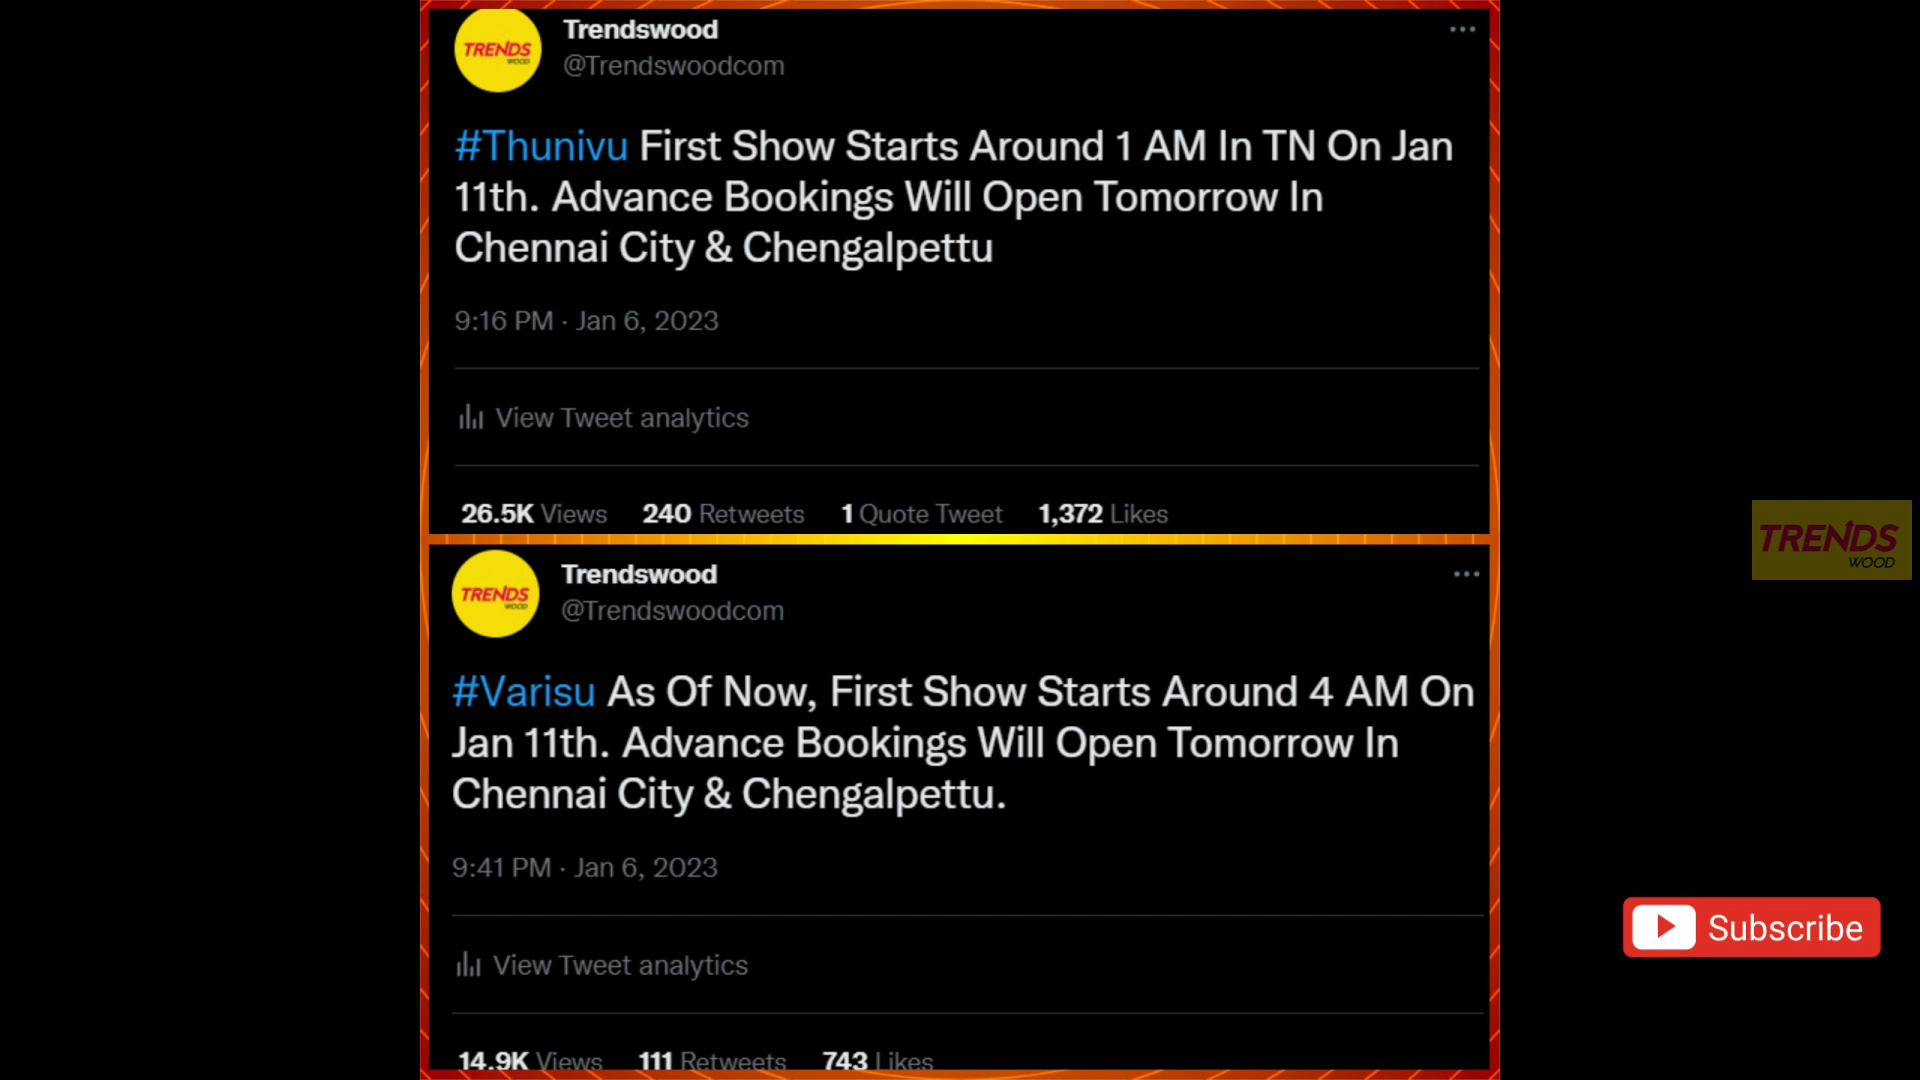 TRENDS
WOOD
Trendswood
@Trendswoodcom
#Thunivu First Show Starts Around 1 AM In TN On Jan
11th. Advance Bookings Will Open Tomorrow In
Chennai City & Chengalpettu
9:16 PM · Jan 6, 2023
View Tweet analytics
26.5K Views 240 Retweets 1 Quote Tweet 1,372 Likes
TRENDS
WOOD
Trendswood
@Trendswoodcom
#Varisu As Of Now, First Show Starts Around 4 AM On
Jan 11th. Advance Bookings Will Open Tomorrow In
Chennai City & Chengalpettu.
9:41 PM · Jan 6, 2023
View Tweet analytics
14.9K Views 111 Retweets 743 Likes
TRENDS
WOOD
Subscribe